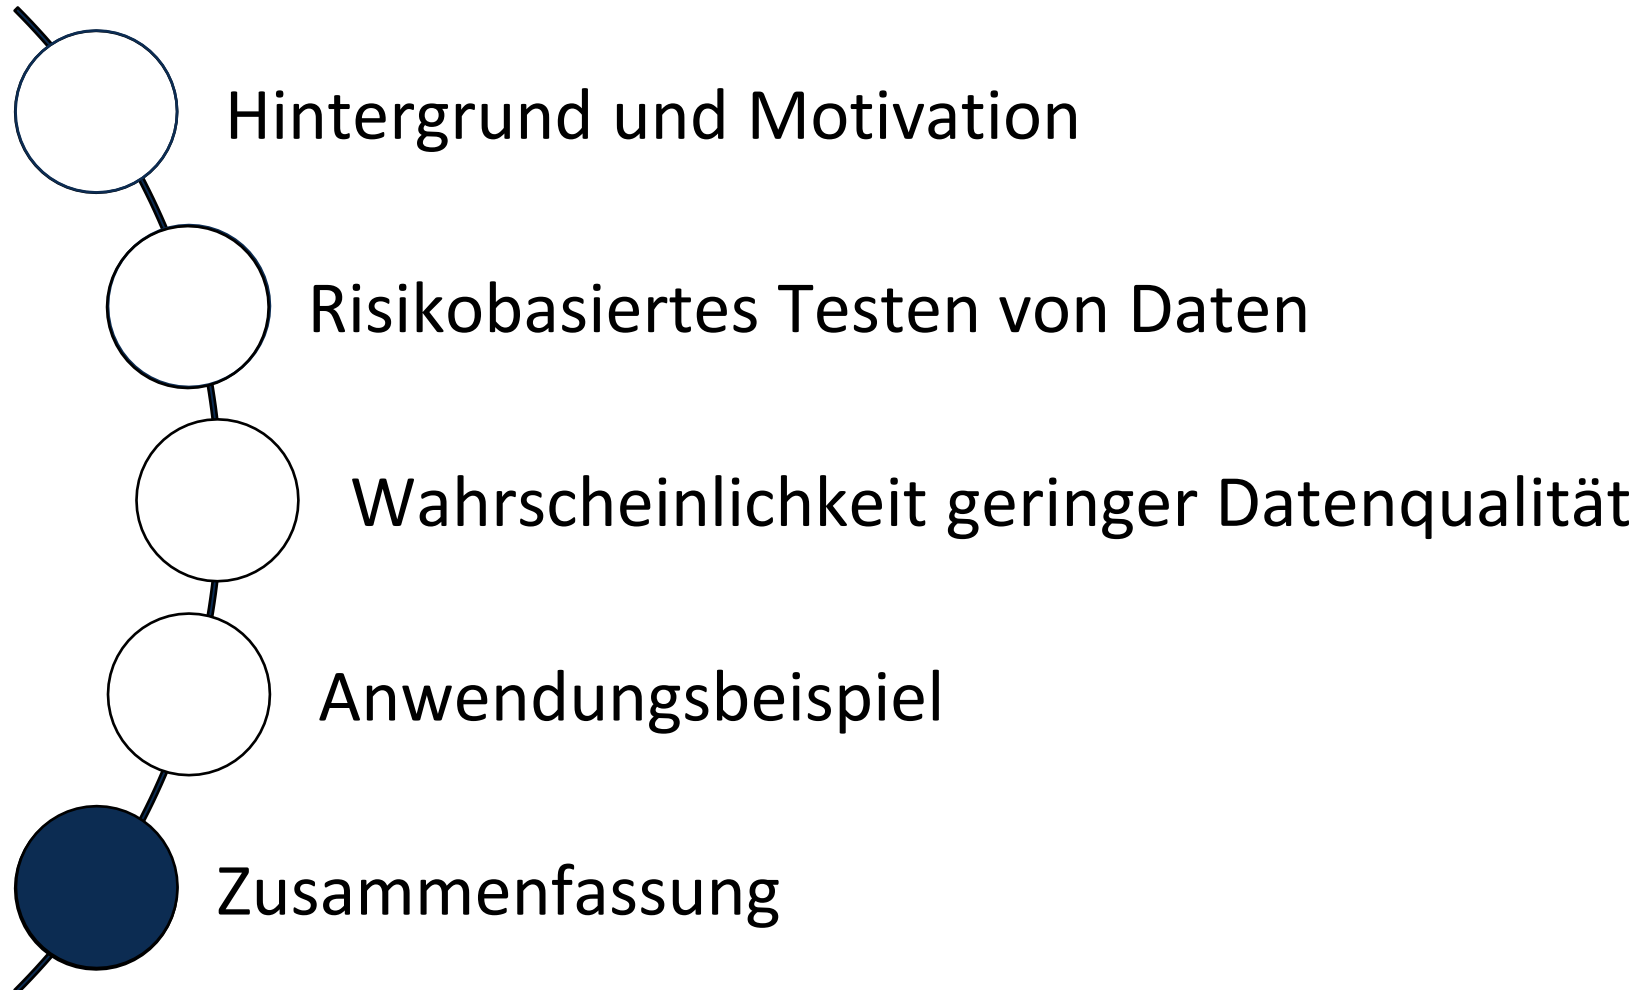 Hintergrund und Motivation
Risikobasiertes Testen von Daten
Wahrscheinlichkeit geringer Datenqualität
Anwendungsbeispiel
Zusammenfassung